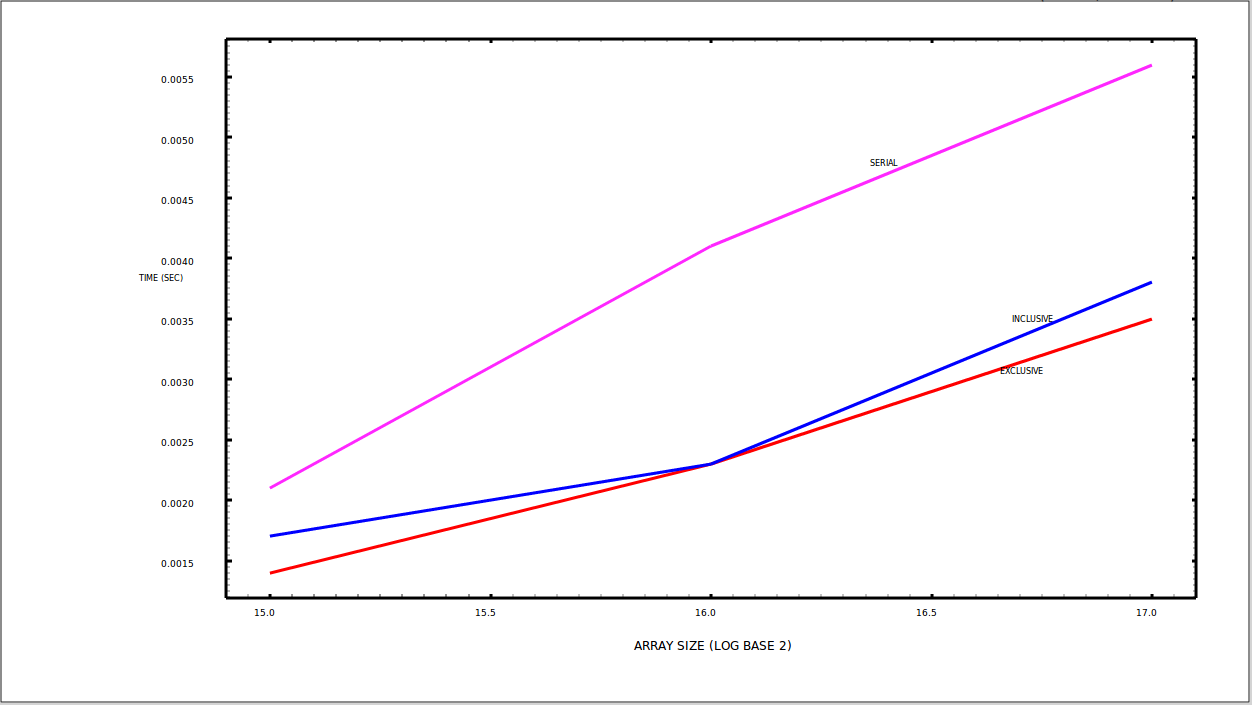 0.0055
SERIAL
0.0050
0.0045
0.0040
TIME (SEC)
INCLUSIVE
0.0035
EXCLUSIVE
0.0030
0.0025
0.0020
0.0015
15.0 15.5 16.0 16.5 17.0
ARRAY SIZE (LOG BASE 2)